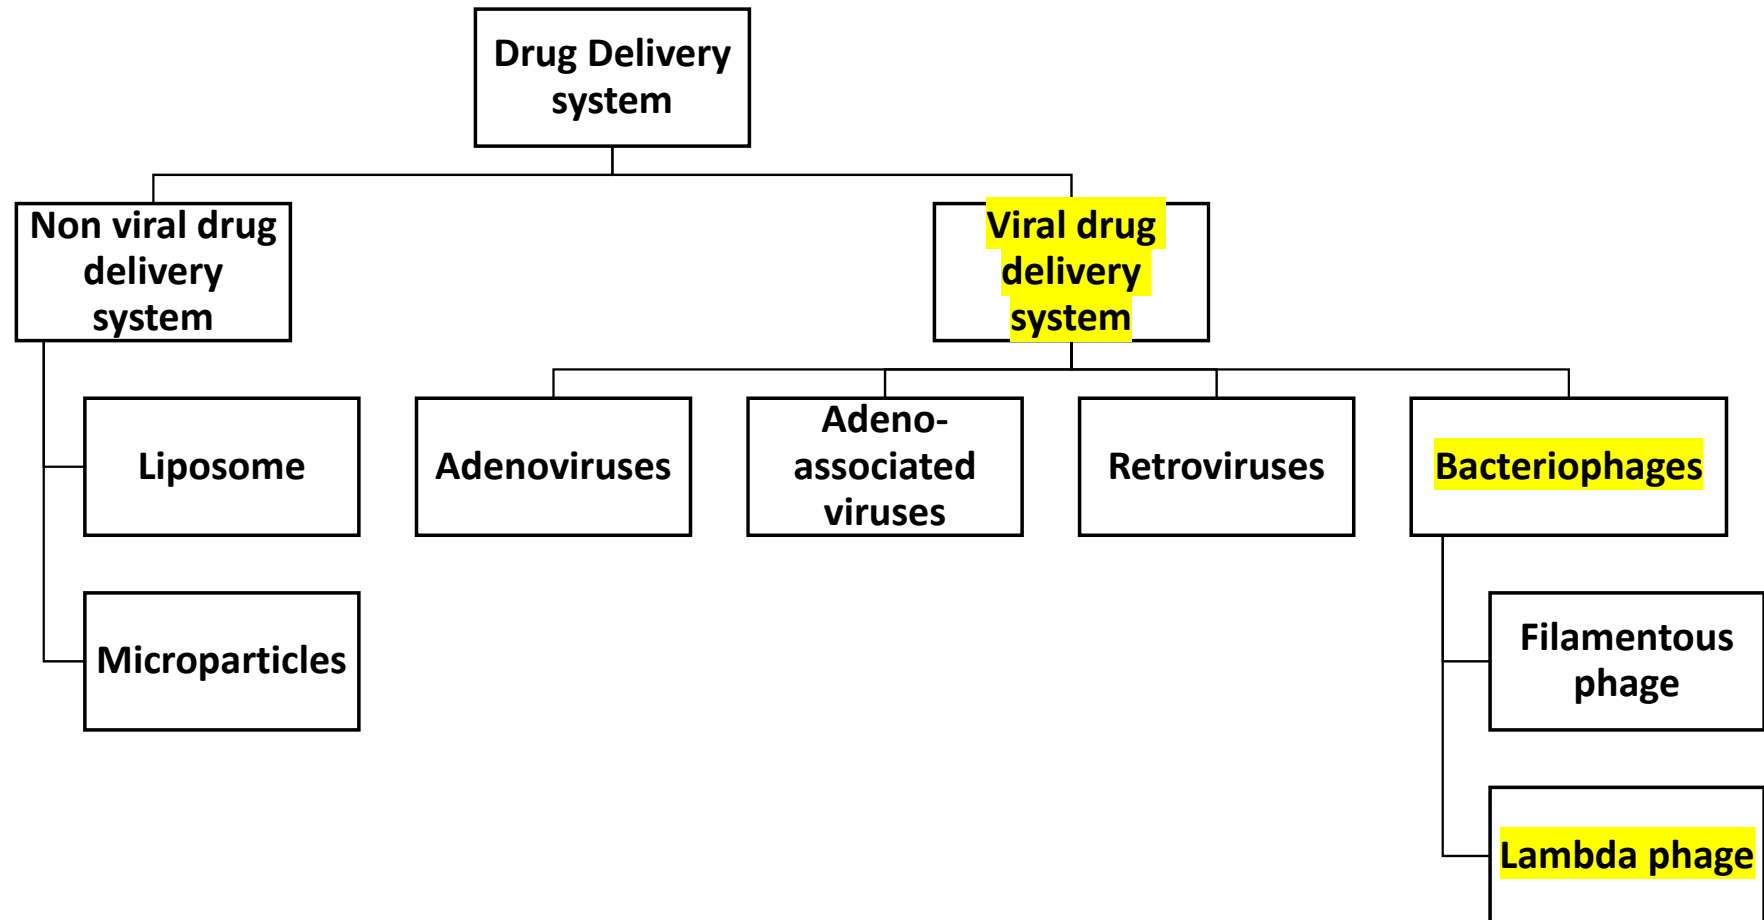 Drug Delivery
system
Non viral drug
delivery
system
Viral drug
delivery
system
Liposome
Microparticles
Adenoviruses
Adeno-
associated
viruses
Retroviruses
Bacteriophages
Filamentous
phage
Lambda phage